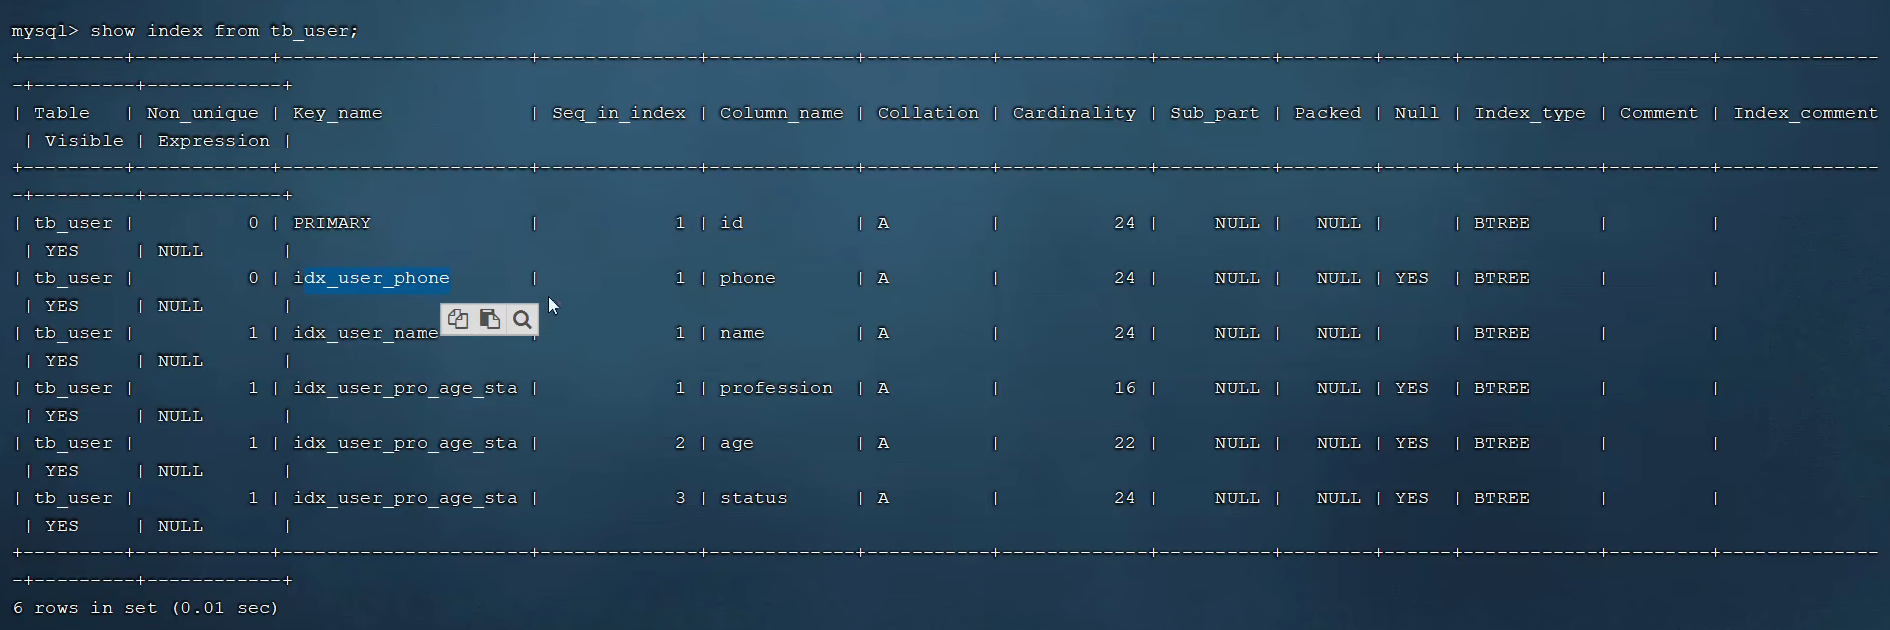 mysql> show index from tb_user;
+---------+------------+----------------------+--------------+-------------+-----------+-------------+----------+--------+------+------------+---------+--------------
-+---------+------------+
| Table   | Non_unique | Key_name             | Seq_in_index | Column_name | Collation | Cardinality | Sub_part | Packed | Null | Index_type | Comment | Index_comment
 | Visible | Expression |
+---------+------------+----------------------+--------------+-------------+-----------+-------------+----------+--------+------+------------+---------+--------------
-+---------+------------+
| tb_user |          0 | PRIMARY              |            1 | id          | A         |          24 |     NULL |   NULL |      | BTREE      |         |
 | YES     | NULL       |
| tb_user |          0 | idx_user_phone       |            1 | phone       | A         |          24 |     NULL |   NULL | YES  | BTREE      |         |
 | YES     | NULL       |
| tb_user |          1 | idx_user_name        |            1 | name        | A         |          24 |     NULL |   NULL |      | BTREE      |         |
 | YES     | NULL       |
| tb_user |          1 | idx_user_pro_age_sta |            1 | profession  | A         |          16 |     NULL |   NULL | YES  | BTREE      |         |
 | YES     | NULL       |
| tb_user |          1 | idx_user_pro_age_sta |            2 | age         | A         |          22 |     NULL |   NULL | YES  | BTREE      |         |
 | YES     | NULL       |
| tb_user |          1 | idx_user_pro_age_sta |            3 | status      | A         |          24 |     NULL |   NULL | YES  | BTREE      |         |
 | YES     | NULL       |
+---------+------------+----------------------+--------------+-------------+-----------+-------------+----------+--------+------+------------+---------+--------------
-+---------+------------+
6 rows in set (0.01 sec)